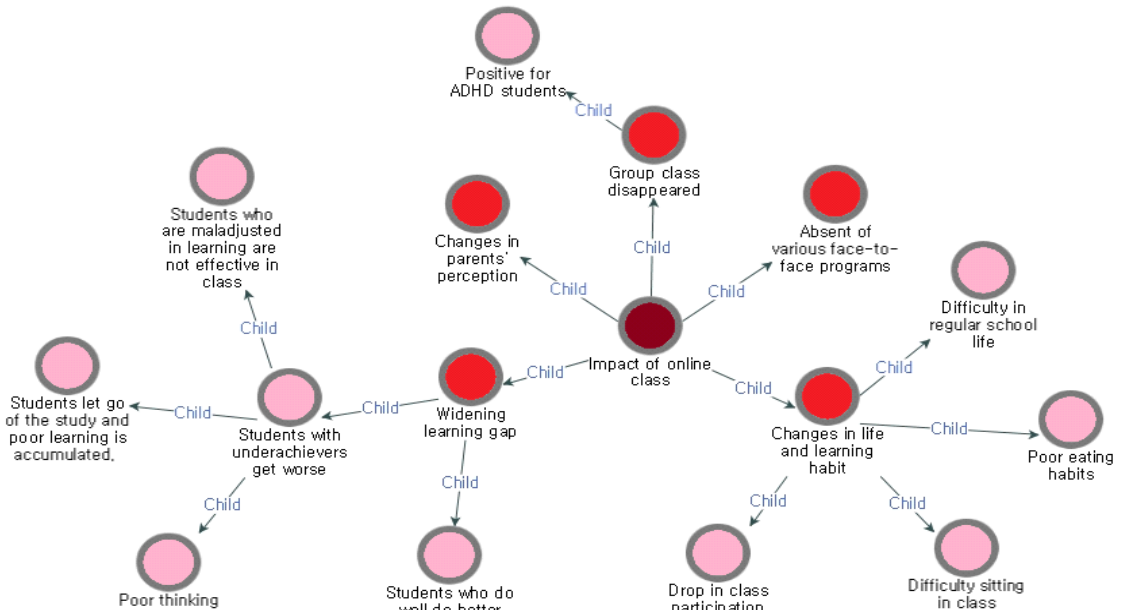 Positive for
ADHD students
Child
Group class
disappeared
Students who
are maladjusted
in learning are
not effective in
class
Changes in
parents'
perception
Child
Absent of
various face-to-
face programs
Child
Child
Difficulty in
regular school
life
Child
Impact of online
class
Child
Child
Child
Students let go
of the study and
poor learning is
accumulated.
Child
Child
Students with
underachievers
get worse
Widening
learning gap
Changes in life
and learning
habit
Child
Poor eating
habits
Child
Child
Child
Child
Poor thinking
Students who do
well do better
Drop in class
participation
Difficulty sitting
in class